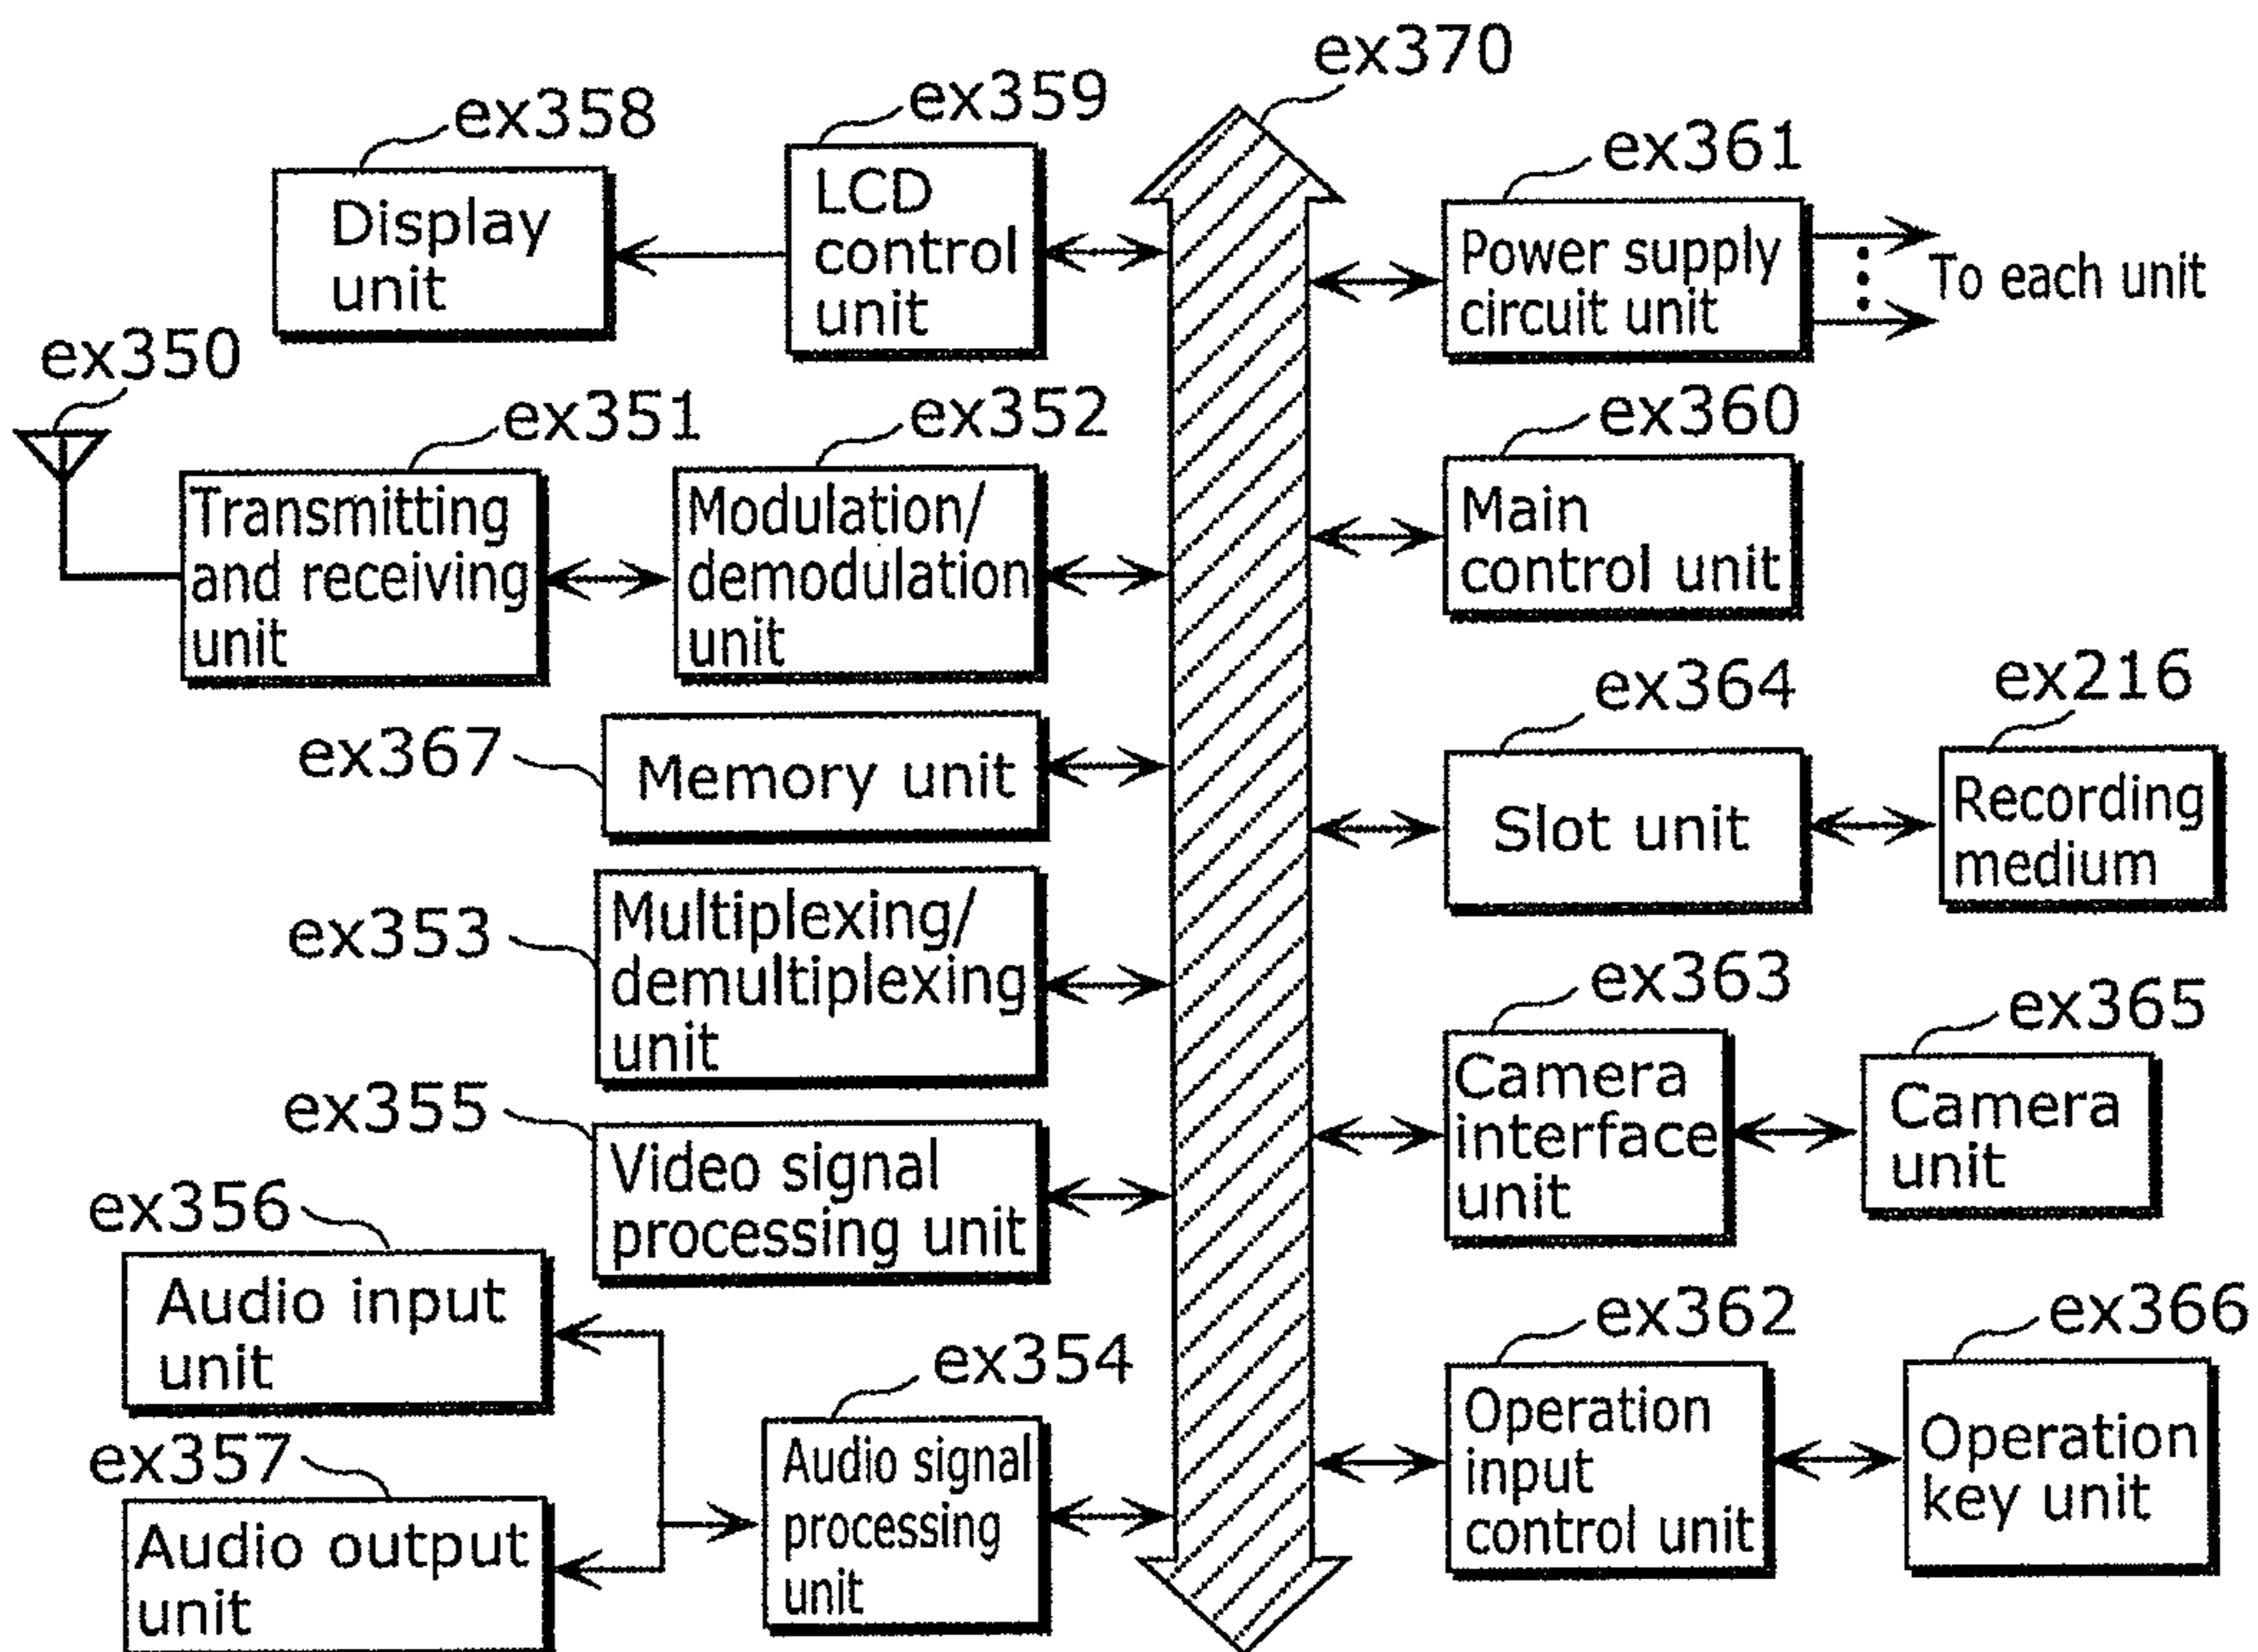 ex370
ex358
ex359
ex361
Display
unit
LCD
control
unit
Power supply
circuit unit
To each unit
ex350
ex351
ex352
ex360
Transmitting
and receiving
unit
Modulation/
demodulation
unit
Main
control unit
ex367
Memory unit
ex364
ex216
Slot unit
Recording
medium
ex353
Multiplexing/
demultiplexing
unit
ex363
ex365
Camera
interface
unit
Camera
unit
ex355
Video signal
processing unit
ex356
Audio input
unit
ex354
ex362
ex366
ex357
Audio output
unit
Audio signal
processing
unit
Operation
input
control unit
Operation
key unit